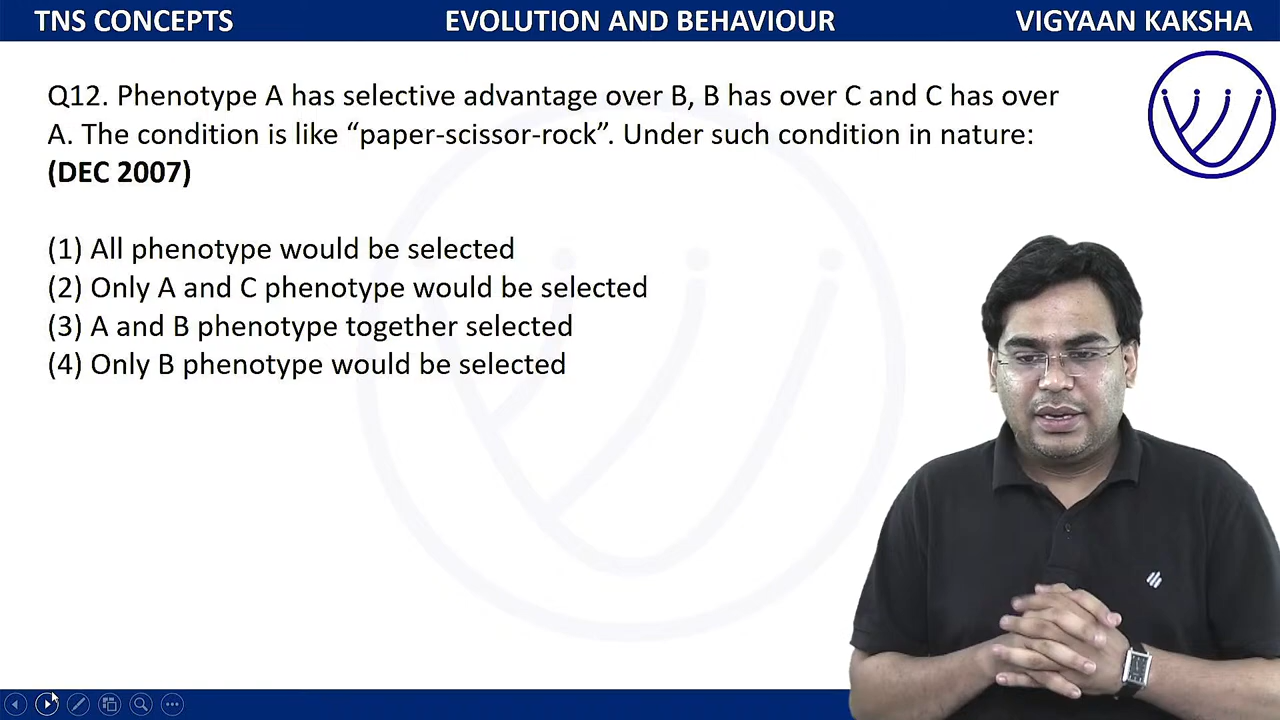 TNS CONCEPTS EVOLUTION AND BEHAVIOUR VIGYAAN KAKSHA
Q12. Phenotype A has selective advantage over B, B has over C and C has over
A. The condition is like “paper-scissor-rock”. Under such condition in nature:
(DEC 2007)
(1) All phenotype would be selected
(2) Only A and C phenotype would be selected
(3) A and B phenotype together selected
(4) Only B phenotype would be selected